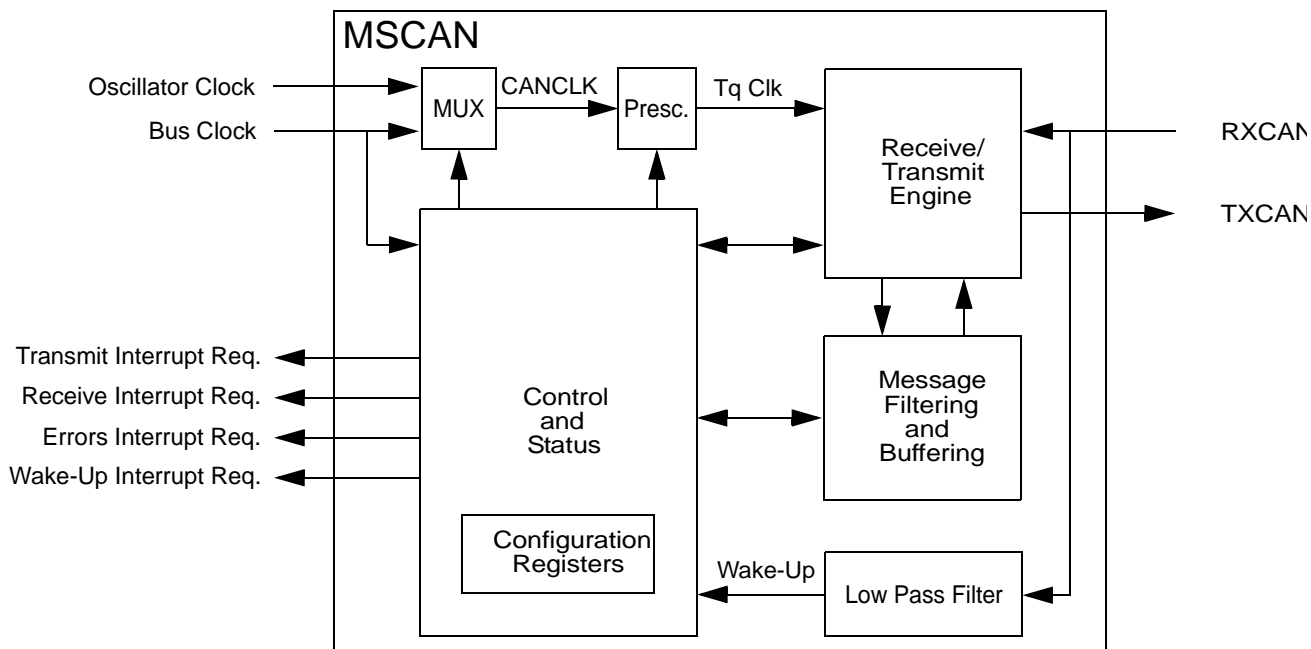 MSCAN
Oscillator Clock
Bus Clock
MUX
CANCLK
Presc.
Tq Clk
Receive/
Transmit
Engine
RXCAN
TXCAN
Transmit Interrupt Req.
Receive Interrupt Req.
Errors Interrupt Req.
Wake-Up Interrupt Req.
Control
and
Status
Message
Filtering
and
Buffering
Configuration
Registers
Wake-Up
Low Pass Filter